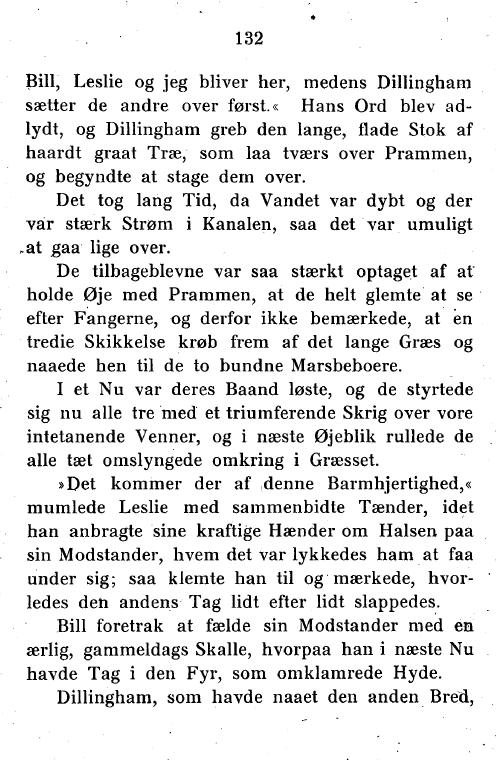 132
Bill, Leslie og jeg bliver her, medens Dillingham
sætter de andre over først.« Hans Ord blev ad-
lydt, og Dillingham greb den lange, flade Stok af
haardt graat Træ, som laa tværs over Prammen,
og begyndte at stage dem over.
Det tog lang Tid, da Vandet var dybt og der
var stærk Strøm i Kanalen, saa det var umuligt
at gaa lige over.
De tilbageblevne var saa stærkt optaget af at
holde Øje med Prammen, at de helt glemte at se
efter Fangerne, og derfor ikke bemærkede, at en
tredie Skikkelse krøb frem af det lange Græs og
naaede hen til de to bundne Marsbeboere.
I et Nu var deres Baand løste, og de styrtede
sig nu alle tre med et triumferende Skrig over vore
intetanende Venner, og i næste Øjeblik rullede de
alle tæt omslyngede omkring i Græsset.
»Det kommer der af denne Barmhjertighed,«
mumlede Leslie med sammenbidte Tænder, idet
han anbragte sine kraftige Hænder om Halsen paa
sin Modstander, hvem det var lykkedes ham at faa
under sig; saa klemte han til og mærkede, hvor-
ledes den andens Tag lidt efter lidt slappedes.
Bill foretrak at fælde sin Modstander med en
ærlig, gammeldags Skalle, hvorpaa han i næste Nu
havde Tag i den Fyr, som omklamrede Hyde.
Dillingham, som havde naaet den anden Bred,